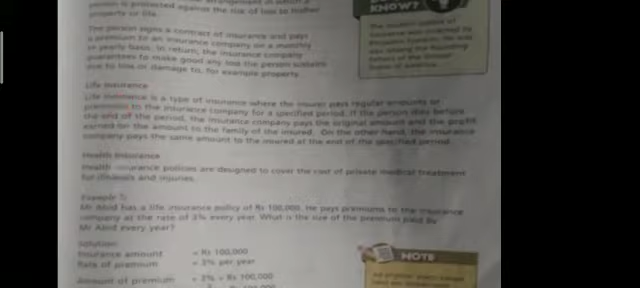 person is protected against the risk of loss to his/her
property or life.
KNOW?
The person signs a contract of insurance and pays
a premium to an insurance company on a monthly
or yearly basis. In return, the insurance company
guarantees to make good any loss the person sustains
due to loss or damage to, for example property.
Life Insurance
Life insurance is a type of insurance where the insurer pays regular amounts or
premiums to the insurance company for a specified period. If the person dies before
the end of the period, the insurance company pays the original amount and the profit
earned on the amount to the family of the insured. On the other hand, the insurance
company pays the same amount to the insured at the end of the specified period.
Health Insurance
Health insurance policies are designed to cover the cost of private medical treatment
for illnesses and injuries.
Example
Mr Abid has a life insurance policy of Rs 100,000. He pays premiums to the insurance
company at the rate of 3% every year. What is the size of the premium paid by
Mr Abid every year?
Solution
Insurance amount = Rs 100,000
Rate of premium = 3% per year
NOTE
Amount of premium = 3% × Rs 100,000